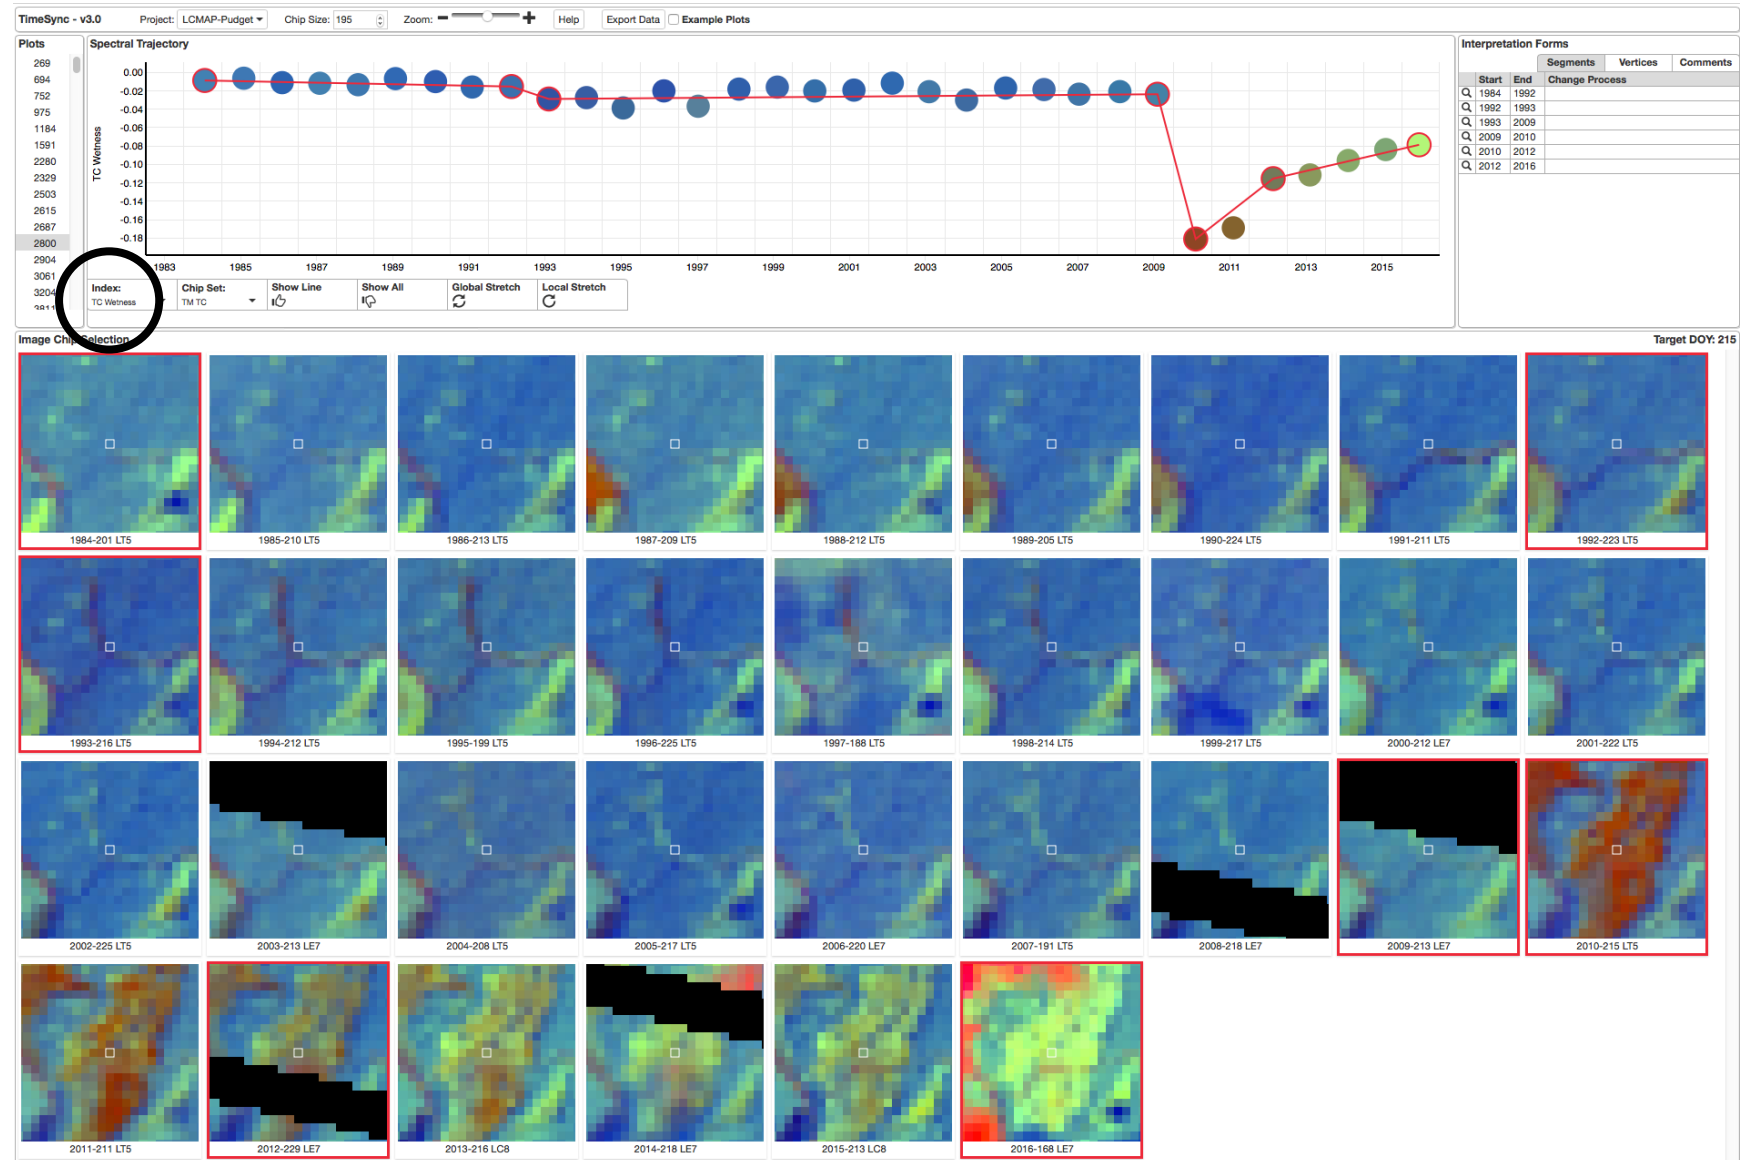 TimeSync - v3.0 Project: LCMAP-Pudget Chip Size: 195 Zoom: Help Export Data Example Plots
Plots
269
694
752
975
1184
1591
2280
2329
2503
2615
2687
2800
2904
3061
3204
3811
Spectral Trajectory
TC Wetness
0.00
-0.02
-0.04
-0.06
-0.08
-0.10
-0.12
-0.14
-0.16
-0.18
1983 1985 1987 1989 1991 1993 1995 1997 1999 2001 2003 2005 2007 2009 2011 2013 2015
Index: Chip Set: Show Line Show All Global Stretch Local Stretch
TC Wetness TM TC
Interpretation Forms
Segments Vertices Comments
Start End Change Process
1984 1992
1992 1993
1993 2009
2009 2010
2010 2012
2012 2016
Image Chip Selection Target DOY: 215
1984-201 LT5 1985-210 LT5 1986-213 LT5 1987-209 LT5 1988-212 LT5 1989-205 LT5 1990-224 LT5 1991-211 LT5 1992-223 LT5
1993-216 LT5 1994-212 LT5 1995-199 LT5 1996-225 LT5 1997-188 LT5 1998-214 LT5 1999-217 LT5 2000-212 LE7 2001-222 LT5
2002-225 LT5 2003-213 LE7 2004-208 LT5 2005-217 LT5 2006-220 LE7 2007-191 LT5 2008-218 LE7 2009-213 LE7 2010-215 LT5
2011-211 LT5 2012-229 LE7 2013-216 LC8 2014-218 LE7 2015-213 LC8 2016-168 LE7